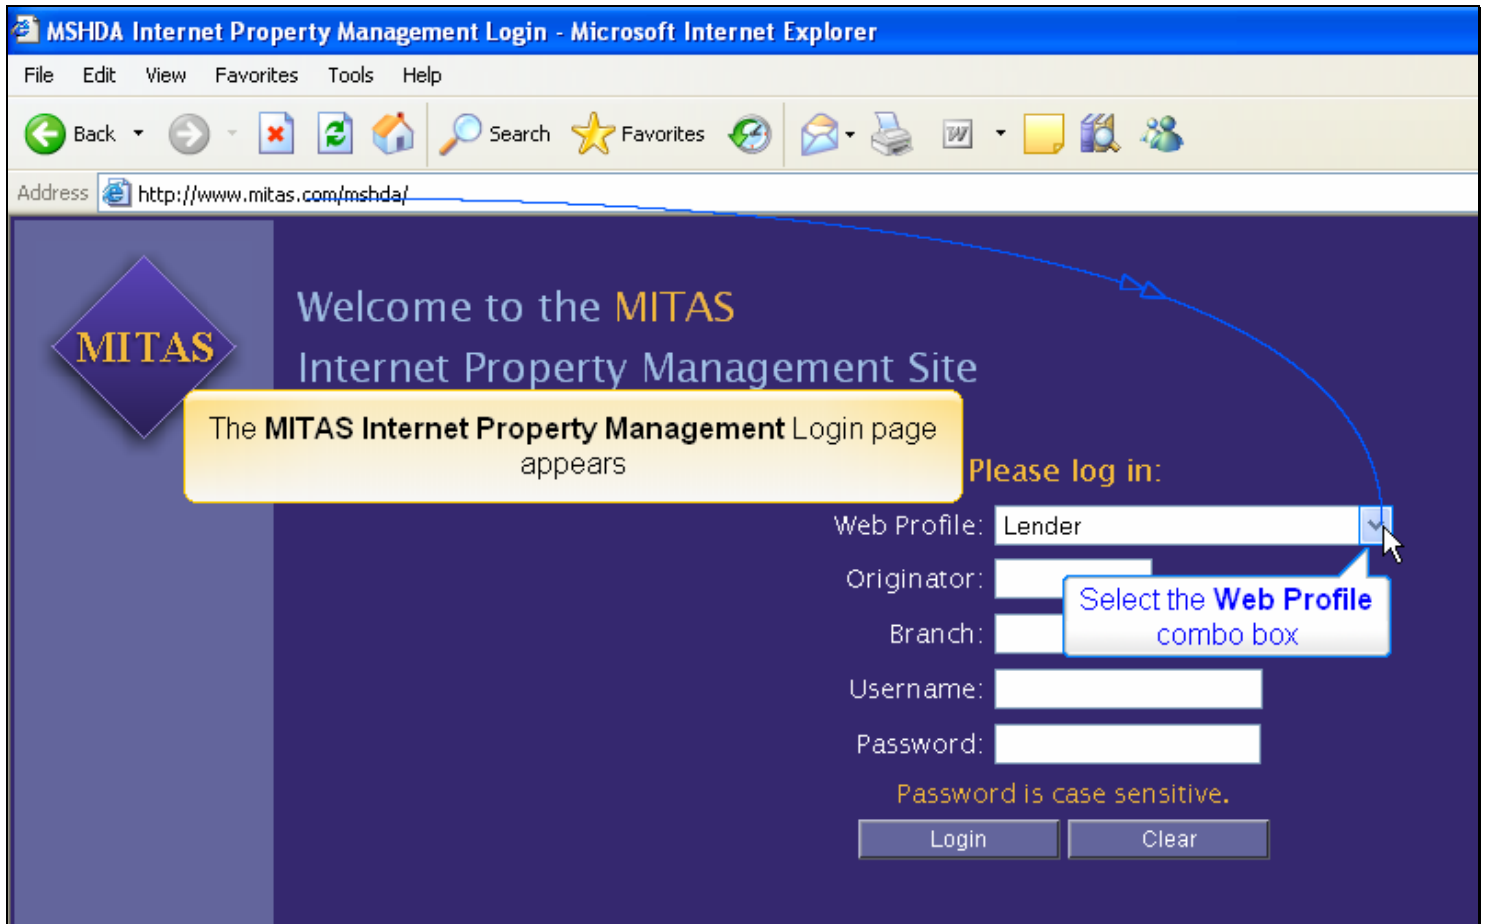 MSHDA Internet Property Management Login - Microsoft Internet Explorer
File Edit View Favorites Tools Help
Back Search Favorites
Address http://www.mitas.com/mshda/
MITAS
Welcome to the MITAS
Internet Property Management Site
The MITAS Internet Property Management Login page
appears
Please log in:
Web Profile: Lender
Originator:
Select the Web Profile
combo box
Branch:
Username:
Password:
Password is case sensitive.
Login Clear